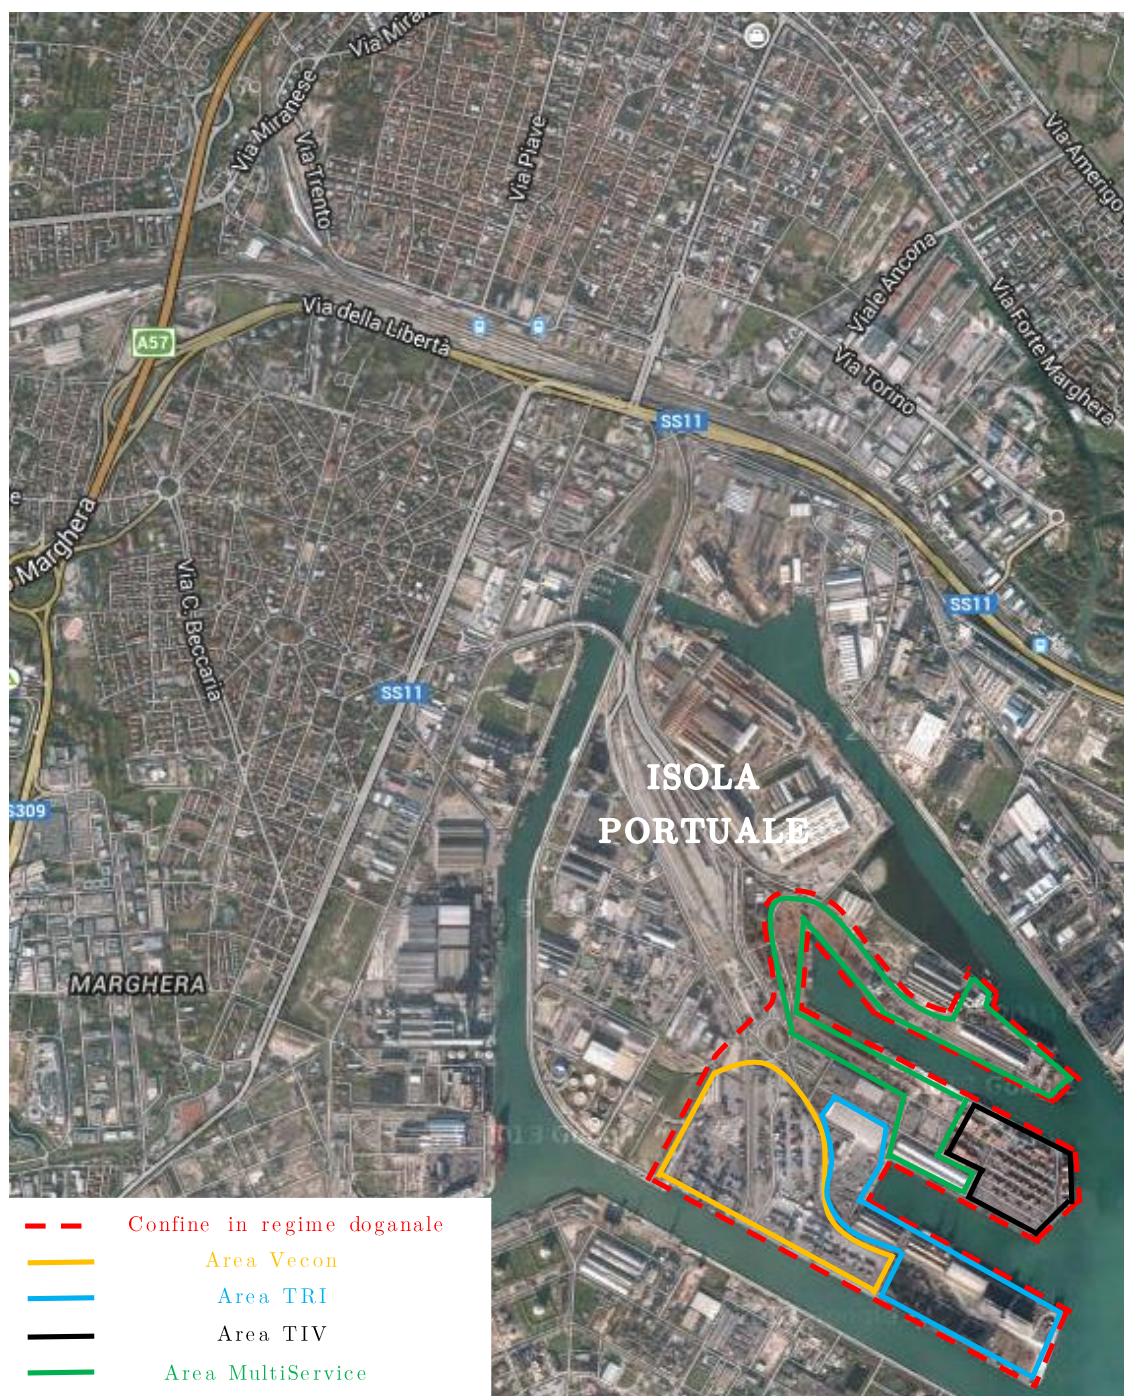 Via Miran
Via Miranese
Via Trento
Via Piave
Via Amerigo
Viale Ancona
Via Forte Marghera
Via della Libertà
A57
Via Torino
SS11
e
Marghera
Via C. Beccaria
SS11
SS11
S309
ISOLA
PORTUALE
MARGHERA
Confine in regime doganale
Area Vecon
Area TRI
Area TIV
Area MultiService